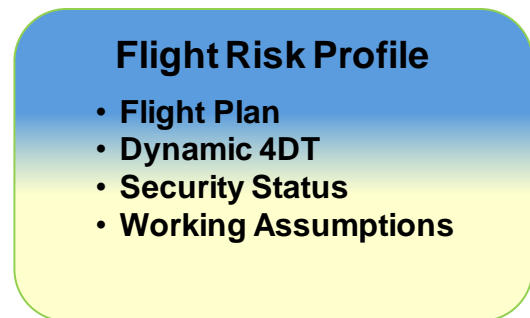 Flight Risk Profile
• Flight Plan
• Dynamic 4DT
• Security Status
• Working Assumptions